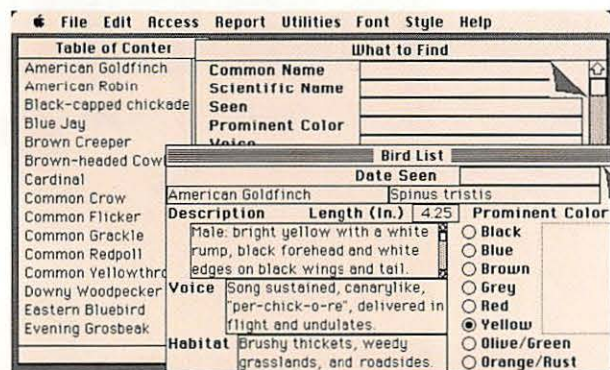 File Edit Access Report Utilities Font Style Help
Table of Conter
American Goldfinch
American Robin
Black-capped chickade
Blue Jay
Brown Creeper
Brown-headed Cowl
Cardinal
Common Crow
Common Flicker
Common Grackle
Common Redpoll
Common Yellowthro
Downy Woodpecker
Eastern Bluebird
Evening Grosbeak
What to Find
Common Name
Scientific Name
Seen
Prominent Color
Voice
Bird List
Date Seen
American Goldfinch Spinus tristis
Description Length (In.) 4.25 Prominent Color
Male: bright yellow with a white
rump, black forehead and white
edges on black wings and tail.
Voice Song sustained, canarylike,
"per-chick-o-re", delivered in
flight and undulates.
Habitat Brushy thickets, weedy
grasslands, and roadsides.
Black
Blue
Brown
Grey
Red
Yellow
Olive/Green
Orange/Rust